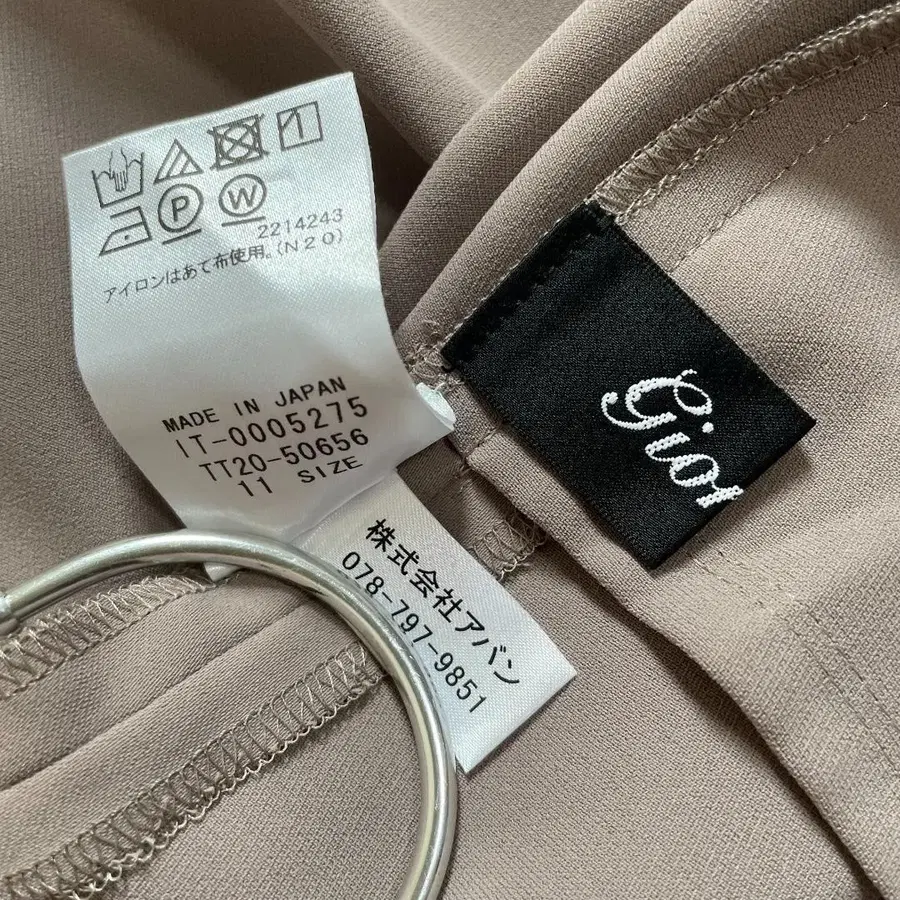 P W
2214243
アイロンはあて布使用。(N20)
MADE IN JAPAN
IT-0005275
TT20-50656
11 SIZE
株式会社アバン
078-797-9851
Gior